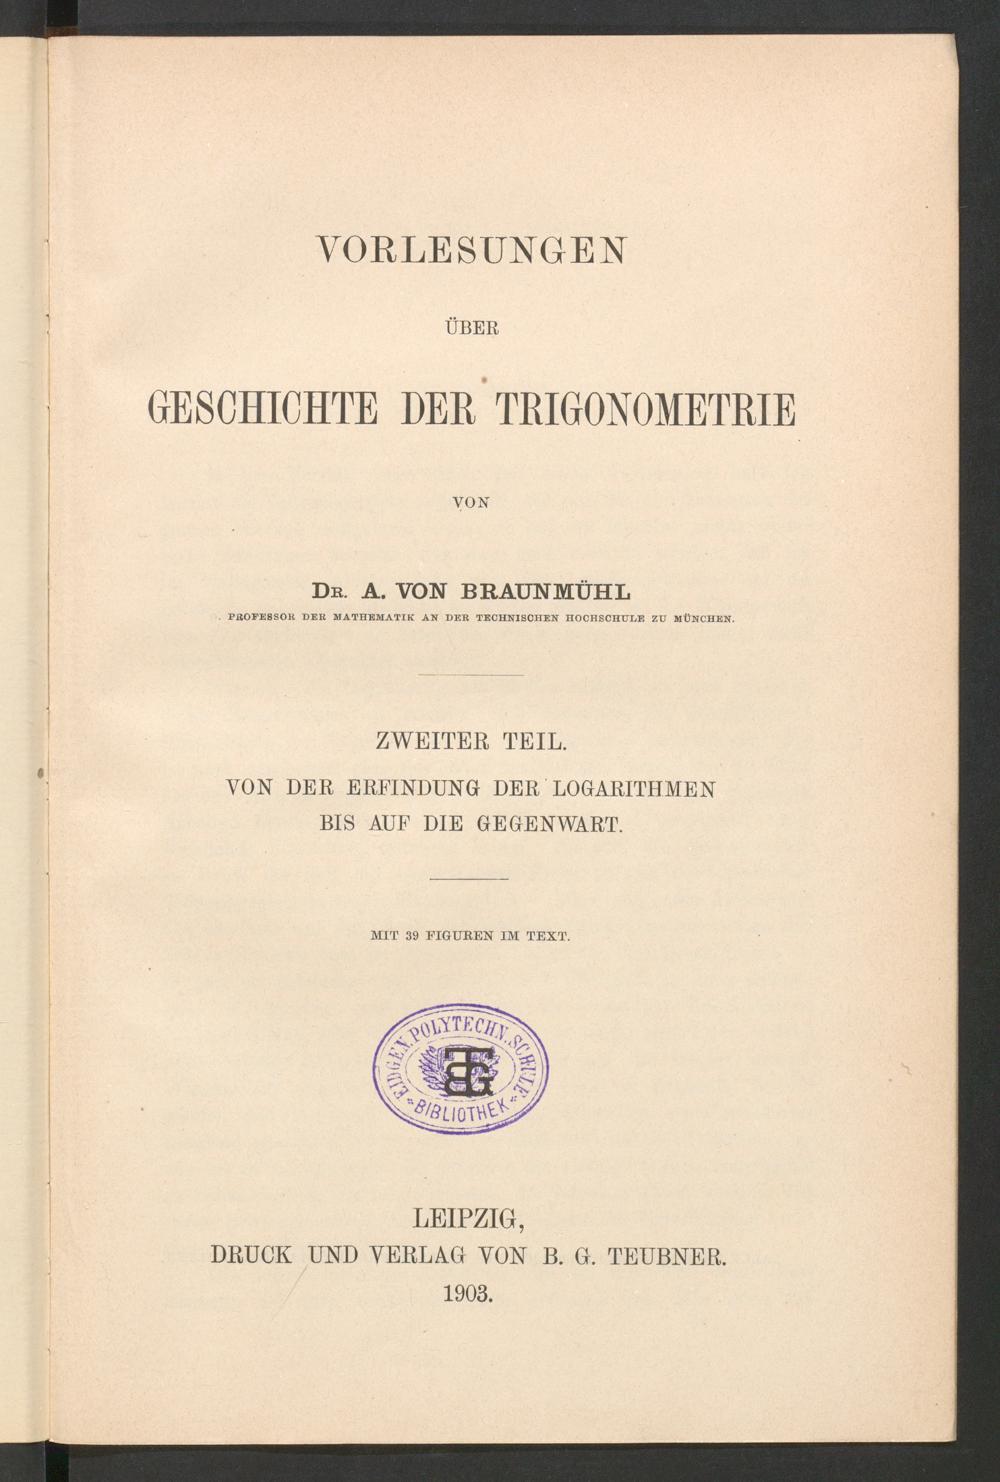 VORLESUNGEN
ÜBER
GESCHICHTE DER TRIGONOMETRIE
VON
DR. A. VON BRAUNMÜHL
O. PROFESSOR DER MATHEMATIK AN DER TECHNISCHEN HOCHSCHULE ZU MÜNCHEN.
ZWEITER TEIL.
VON DER ERFINDUNG DER LOGARITHMEN
BIS AUF DIE GEGENWART.
MIT 39 FIGUREN IM TEXT.
EIDGEN. POLYTECHN. SCHULE
BTG
BIBLIOTHEK
LEIPZIG,
DRUCK UND VERLAG VON B. G. TEUBNER.
1903.